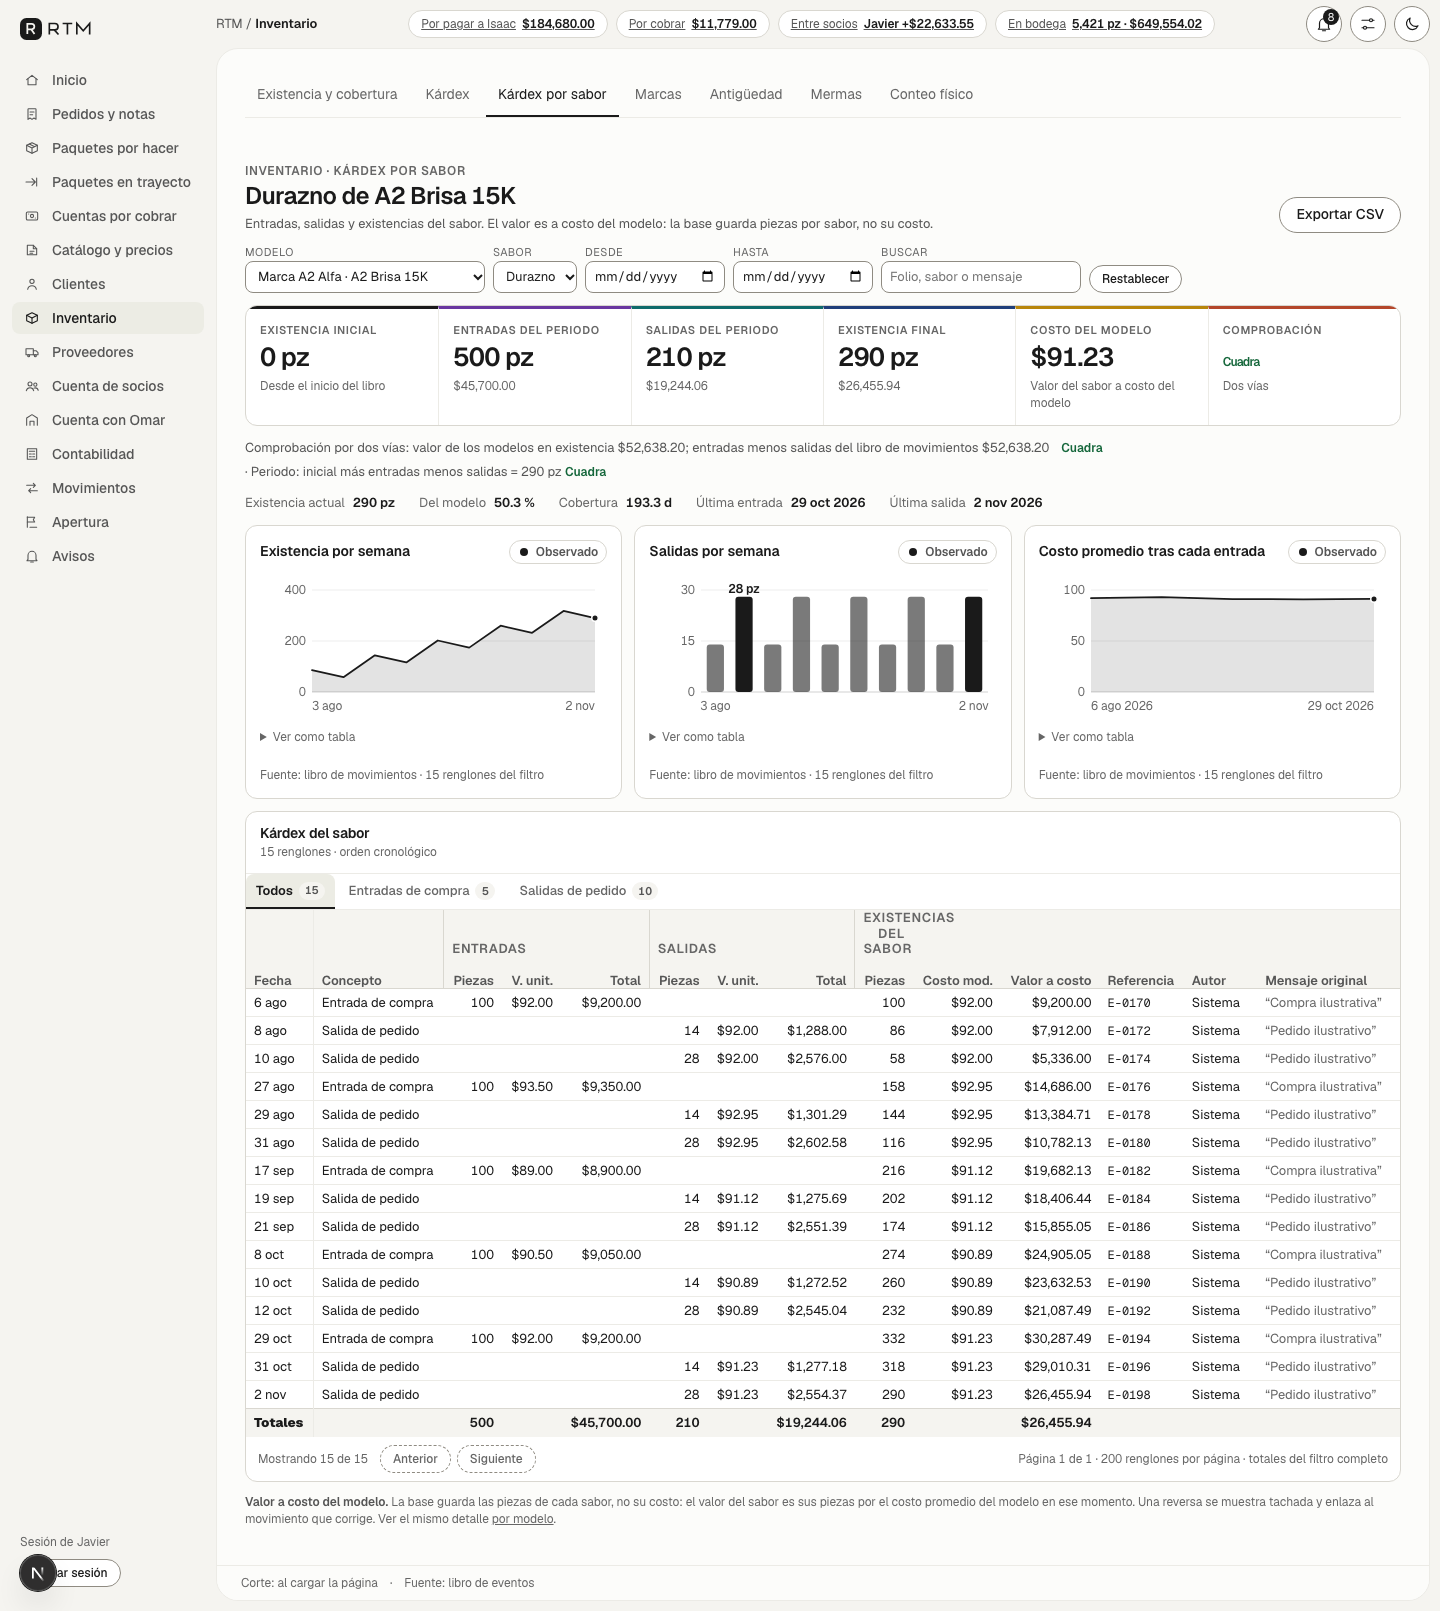 R RTM
RTM / Inventario
Por pagar a Isaac $184,680.00
Por cobrar $11,779.00
Entre socios Javier +$22,633.55
En bodega 5,421 pz · $649,554.02
8
Inicio
Pedidos y notas
Paquetes por hacer
Paquetes en trayecto
Cuentas por cobrar
Catálogo y precios
Clientes
Inventario
Proveedores
Cuenta de socios
Cuenta con Omar
Contabilidad
Movimientos
Apertura
Avisos
Sesión de Javier
N ar sesión
Existencia y cobertura Kárdex Kárdex por sabor Marcas Antigüedad Mermas Conteo físico
INVENTARIO · KÁRDEX POR SABOR
Durazno de A2 Brisa 15K
Entradas, salidas y existencias del sabor. El valor es a costo del modelo: la base guarda piezas por sabor, no su costo.
Exportar CSV
MODELO SABOR DESDE HASTA BUSCAR
Marca A2 Alfa · A2 Brisa 15K Durazno mm/dd/yyyy mm/dd/yyyy Folio, sabor o mensaje Restablecer
EXISTENCIA INICIAL ENTRADAS DEL PERIODO SALIDAS DEL PERIODO EXISTENCIA FINAL COSTO DEL MODELO COMPROBACIÓN
0 pz 500 pz 210 pz 290 pz $91.23 Cuadra
Desde el inicio del libro $45,700.00 $19,244.06 $26,455.94 Valor del sabor a costo del Dos vías
modelo
Comprobación por dos vías: valor de los modelos en existencia $52,638.20; entradas menos salidas del libro de movimientos $52,638.20 Cuadra
· Periodo: inicial más entradas menos salidas = 290 pz Cuadra
Existencia actual 290 pz Del modelo 50.3 % Cobertura 193.3 d Última entrada 29 oct 2026 Última salida 2 nov 2026
Existencia por semana Observado
400
200
0
3 ago 2 nov
Ver como tabla
Fuente: libro de movimientos · 15 renglones del filtro
Salidas por semana Observado
28 pz
30
15
0
3 ago 2 nov
Ver como tabla
Fuente: libro de movimientos · 15 renglones del filtro
Costo promedio tras cada entrada Observado
100
50
0
6 ago 2026 29 oct 2026
Ver como tabla
Fuente: libro de movimientos · 15 renglones del filtro
Kárdex del sabor
15 renglones · orden cronológico
Todos 15 Entradas de compra 5 Salidas de pedido 10
ENTRADAS SALIDAS EXISTENCIAS
DEL
SABOR
Fecha Concepto Piezas V. unit. Total Piezas V. unit. Total Piezas Costo mod. Valor a costo Referencia Autor Mensaje original
6 ago Entrada de compra 100 $92.00 $9,200.00 100 $92.00 $9,200.00 E-0170 Sistema “Compra ilustrativa”
8 ago Salida de pedido 14 $92.00 $1,288.00 86 $92.00 $7,912.00 E-0172 Sistema “Pedido ilustrativo”
10 ago Salida de pedido 28 $92.00 $2,576.00 58 $92.00 $5,336.00 E-0174 Sistema “Pedido ilustrativo”
27 ago Entrada de compra 100 $93.50 $9,350.00 158 $92.95 $14,686.00 E-0176 Sistema “Compra ilustrativa”
29 ago Salida de pedido 14 $92.95 $1,301.29 144 $92.95 $13,384.71 E-0178 Sistema “Pedido ilustrativo”
31 ago Salida de pedido 28 $92.95 $2,602.58 116 $92.95 $10,782.13 E-0180 Sistema “Pedido ilustrativo”
17 sep Entrada de compra 100 $89.00 $8,900.00 216 $91.12 $19,682.13 E-0182 Sistema “Compra ilustrativa”
19 sep Salida de pedido 14 $91.12 $1,275.69 202 $91.12 $18,406.44 E-0184 Sistema “Pedido ilustrativo”
21 sep Salida de pedido 28 $91.12 $2,551.39 174 $91.12 $15,855.05 E-0186 Sistema “Pedido ilustrativo”
8 oct Entrada de compra 100 $90.50 $9,050.00 274 $90.89 $24,905.05 E-0188 Sistema “Compra ilustrativa”
10 oct Salida de pedido 14 $90.89 $1,272.52 260 $90.89 $23,632.53 E-0190 Sistema “Pedido ilustrativo”
12 oct Salida de pedido 28 $90.89 $2,545.04 232 $90.89 $21,087.49 E-0192 Sistema “Pedido ilustrativo”
29 oct Entrada de compra 100 $92.00 $9,200.00 332 $91.23 $30,287.49 E-0194 Sistema “Compra ilustrativa”
31 oct Salida de pedido 14 $91.23 $1,277.18 318 $91.23 $29,010.31 E-0196 Sistema “Pedido ilustrativo”
2 nov Salida de pedido 28 $91.23 $2,554.37 290 $91.23 $26,455.94 E-0198 Sistema “Pedido ilustrativo”
Totales 500 $45,700.00 210 $19,244.06 290 $26,455.94
Mostrando 15 de 15 Anterior Siguiente Página 1 de 1 · 200 renglones por página · totales del filtro completo
Valor a costo del modelo. La base guarda las piezas de cada sabor, no su costo: el valor del sabor es sus piezas por el costo promedio del modelo en ese momento. Una reversa se muestra tachada y enlaza al
movimiento que corrige. Ver el mismo detalle por modelo.
Corte: al cargar la página · Fuente: libro de eventos